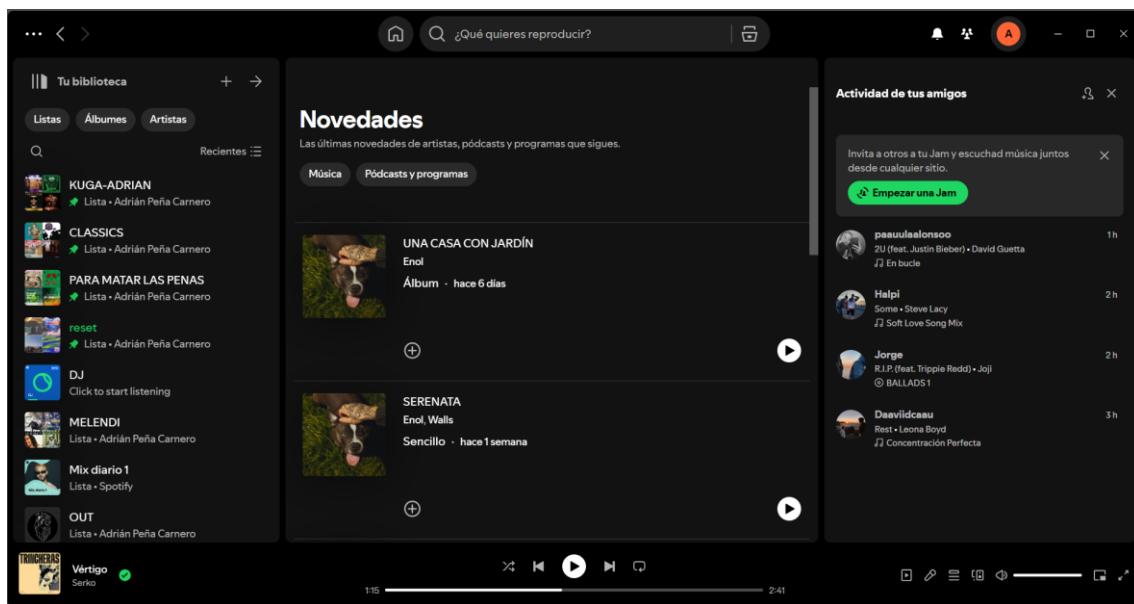 ¿Qué quieres reproducir?
A
Tu biblioteca
Listas
Álbumes
Artistas
Recientes
KUGA-ADRIAN
Lista • Adrián Peña Carnero
CLASSICS
Lista • Adrián Peña Carnero
PARA MATAR LAS PENAS
Lista • Adrián Peña Carnero
reset
Lista • Adrián Peña Carnero
DJ
Click to start listening
MELENDI
Lista • Adrián Peña Carnero
Mix diario 1
Lista • Spotify
OUT
Lista • Adrián Peña Carnero
Novedades
Las últimas novedades de artistas, pódcasts y programas que sigues.
Música
Pódcasts y programas
UNA CASA CON JARDÍN
Enol
Álbum · hace 6 días
SERENATA
Enol, Walls
Sencillo · hace 1 semana
Actividad de tus amigos
Invita a otros a tu Jam y escuchad música juntos
desde cualquier sitio.
Empezar una Jam
paauulaalonsoo 1 h
2U (feat. Justin Bieber) • David Guetta
En bucle
Halpi 2 h
Some • Steve Lacy
Soft Love Song Mix
Jorge 2 h
R.I.P. (feat. Trippie Redd) • Joji
BALLADS 1
Daaviidcaau 3 h
Rest • Leona Boyd
Concentración Perfecta
TRINCHERAS
Vértigo
Serko
1:15
2:41